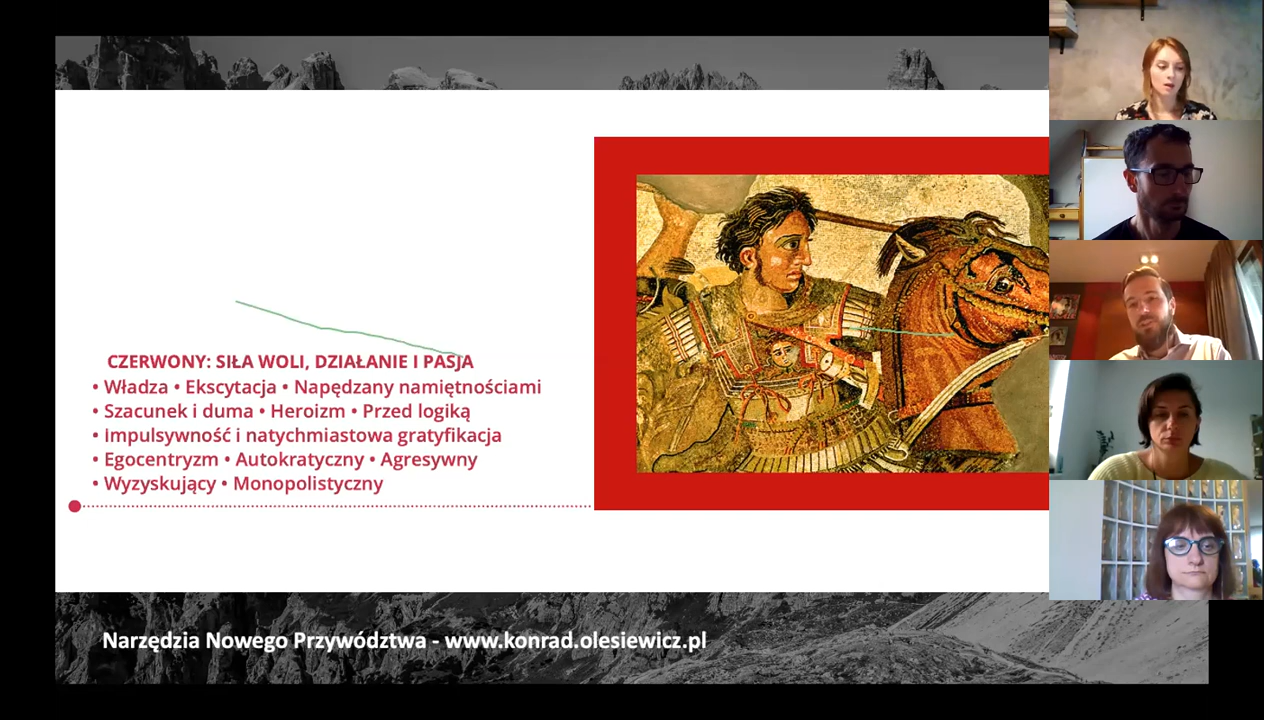 CZERWONY: SIŁA WOLI, DZIAŁANIE I PASJA
• Władza • Ekscytacja • Napędzany namiętnościami
• Szacunek i duma • Heroizm • Przed logiką
• Impulsywność i natychmiastowa gratyfikacja
• Egocentryzm • Autokratyczny • Agresywny
• Wyzyskujący • Monopolistyczny
Narzędzia Nowego Przywództwa - www.konrad.olesiewicz.pl